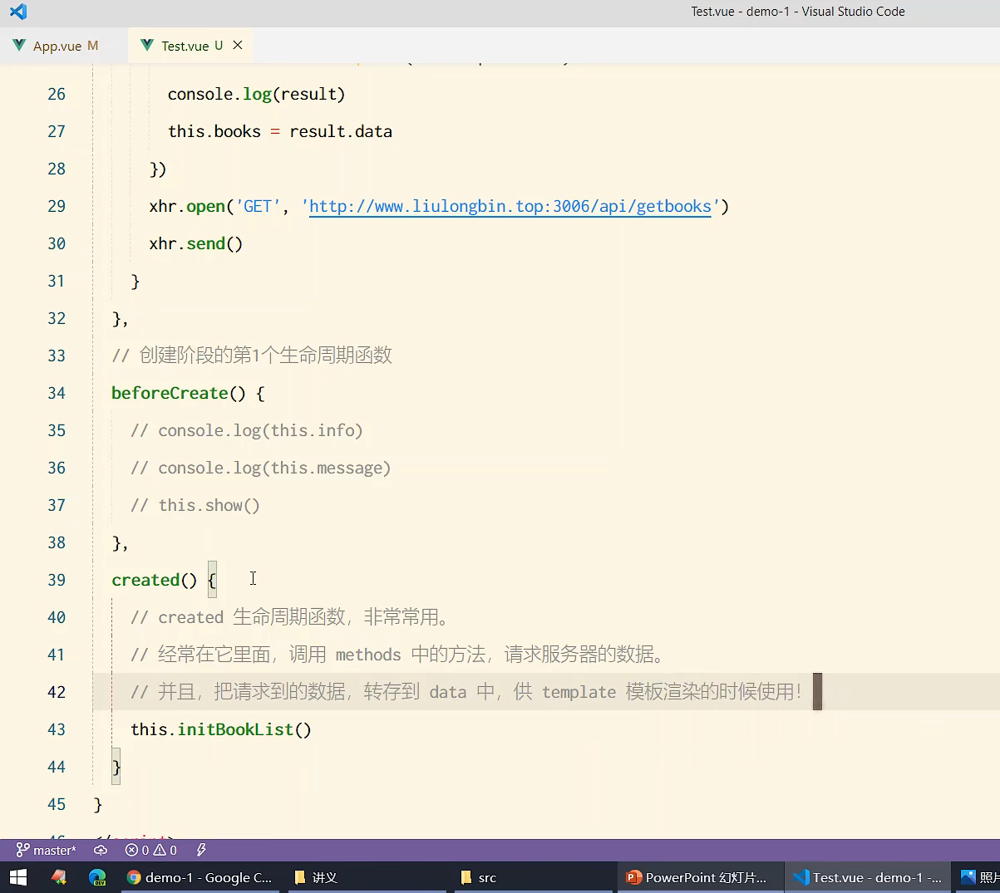 Test.vue - demo-1 - Visual Studio Code
App.vue M
Test.vue U
26 console.log(result)
27 this.books = result.data
28 })
29 xhr.open('GET', 'http://www.liulongbin.top:3006/api/getbooks')
30 xhr.send()
31 }
32 },
33 // 创建阶段的第1个生命周期函数
34 beforeCreate() {
35 // console.log(this.info)
36 // console.log(this.message)
37 // this.show()
38 },
39 created() {
40 // created 生命周期函数，非常常用。
41 // 经常在它里面，调用 methods 中的方法，请求服务器的数据。
42 // 并且，把请求到的数据，转存到 data 中，供 template 模板渲染的时候使用！
43 this.initBookList()
44 }
45 }
master* 0 0
demo-1 - Google C... 讲义 src PowerPoint 幻灯片... Test.vue - demo-1 -... 照片